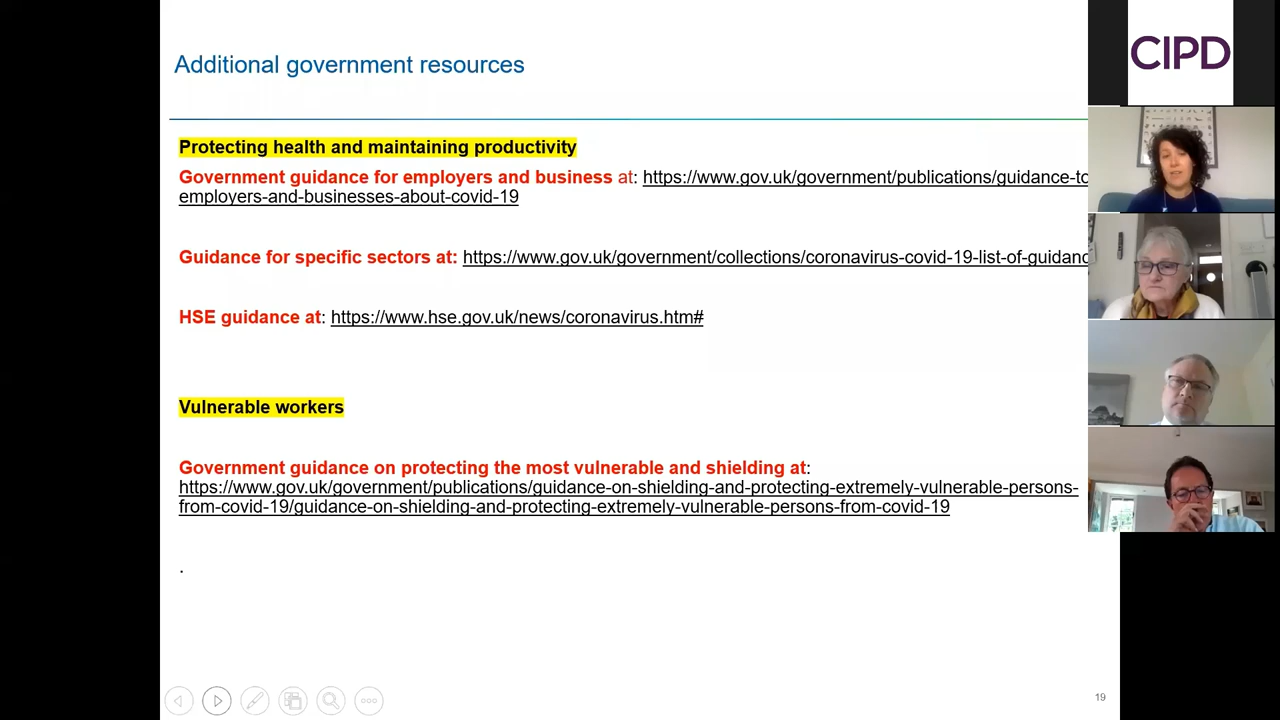 Additional government resources
CIPD
Protecting health and maintaining productivity
Government guidance for employers and business at: https://www.gov.uk/government/publications/guidance-to
employers-and-businesses-about-covid-19
Guidance for specific sectors at: https://www.gov.uk/government/collections/coronavirus-covid-19-list-of-guidanc
HSE guidance at: https://www.hse.gov.uk/news/coronavirus.htm#
Vulnerable workers
Government guidance on protecting the most vulnerable and shielding at:
https://www.gov.uk/government/publications/guidance-on-shielding-and-protecting-extremely-vulnerable-persons-
from-covid-19/guidance-on-shielding-and-protecting-extremely-vulnerable-persons-from-covid-19
.
19